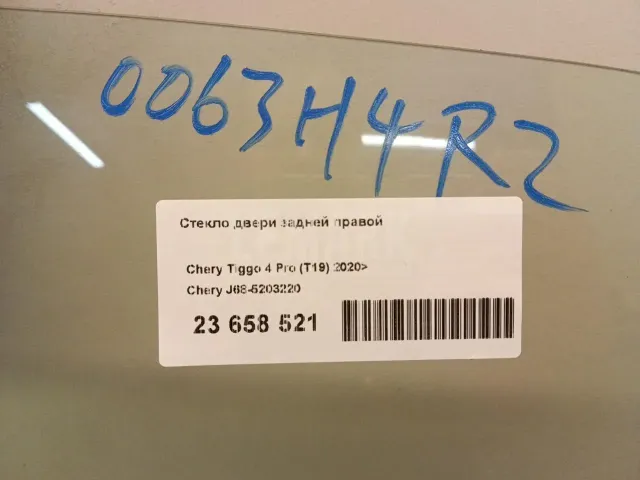 0063H4R2
Стекло двери задней правой
Chery Tiggo 4 Pro (T19) 2020>
Chery J68-5203220
23 658 521